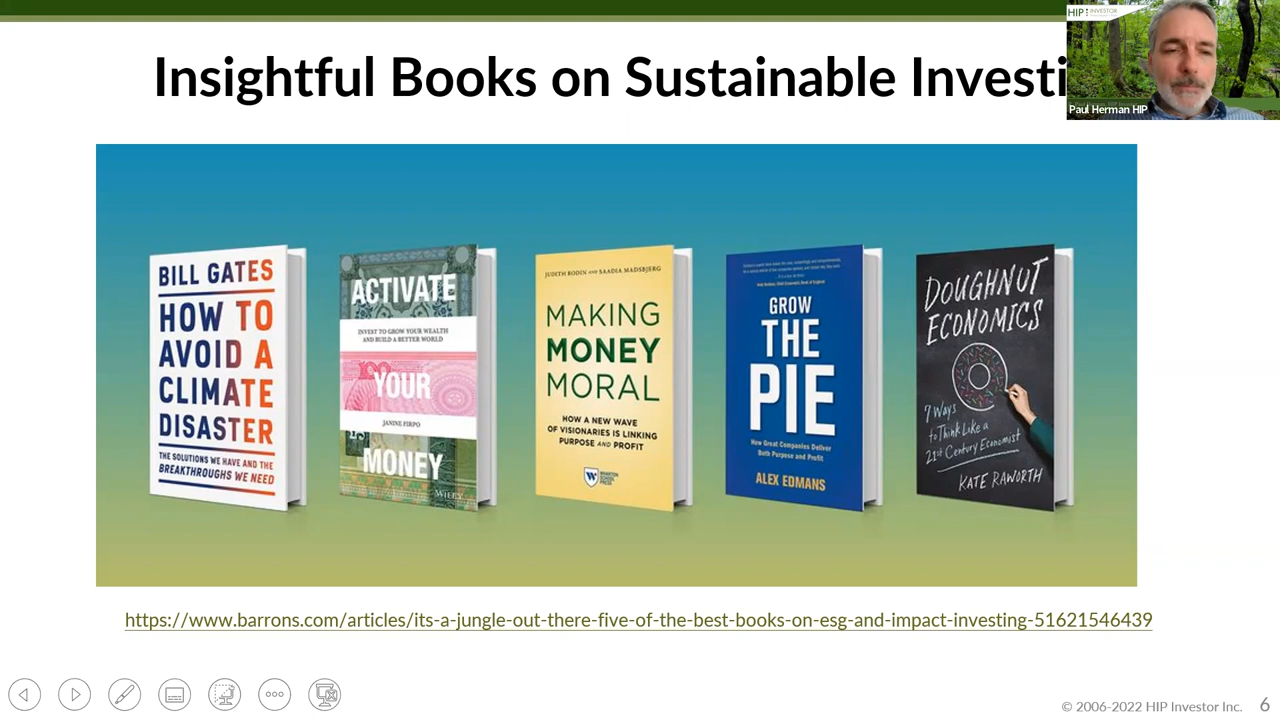 Insightful Books on Sustainable Investi
HIP INVESTOR
Paul Herman HIP
BILL GATES
HOW TO
AVOID A
CLIMATE
DISASTER
THE SOLUTIONS WE HAVE AND THE
BREAKTHROUGHS WE NEED
ACTIVATE
INVEST TO GROW YOUR WEALTH
AND BUILD A BETTER WORLD
YOUR
JANINE FIRPO
MONEY
WILEY
JUDITH RODIN AND SAADIA MADSBJERG
MAKING
MONEY
MORAL
HOW A NEW WAVE
OF VISIONARIES IS LINKING
PURPOSE AND PROFIT
WHARTON
SCHOOL
PRESS
GROW
THE
PIE
How Great Companies Deliver
Both Purpose and Profit
ALEX EDMANS
DOUGHNUT
ECONOMICS
7 Ways
to Think Like a
21st Century Economist
KATE RAWORTH
https://www.barrons.com/articles/its-a-jungle-out-there-five-of-the-best-books-on-esg-and-impact-investing-51621546439
© 2006-2022 HIP Investor Inc. 6